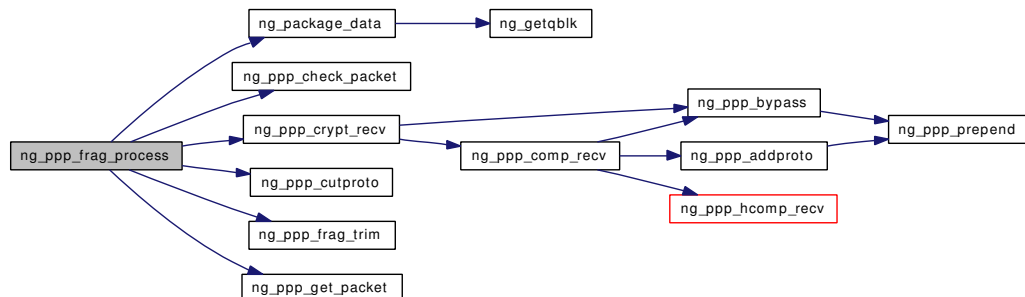 ng_package_data
ng_getqblk
ng_ppp_check_packet
ng_ppp_bypass
ng_ppp_crypt_recv
ng_ppp_prepend
ng_ppp_frag_process
ng_ppp_comp_recv
ng_ppp_addproto
ng_ppp_cutproto
ng_ppp_hcomp_recv
ng_ppp_frag_trim
ng_ppp_get_packet